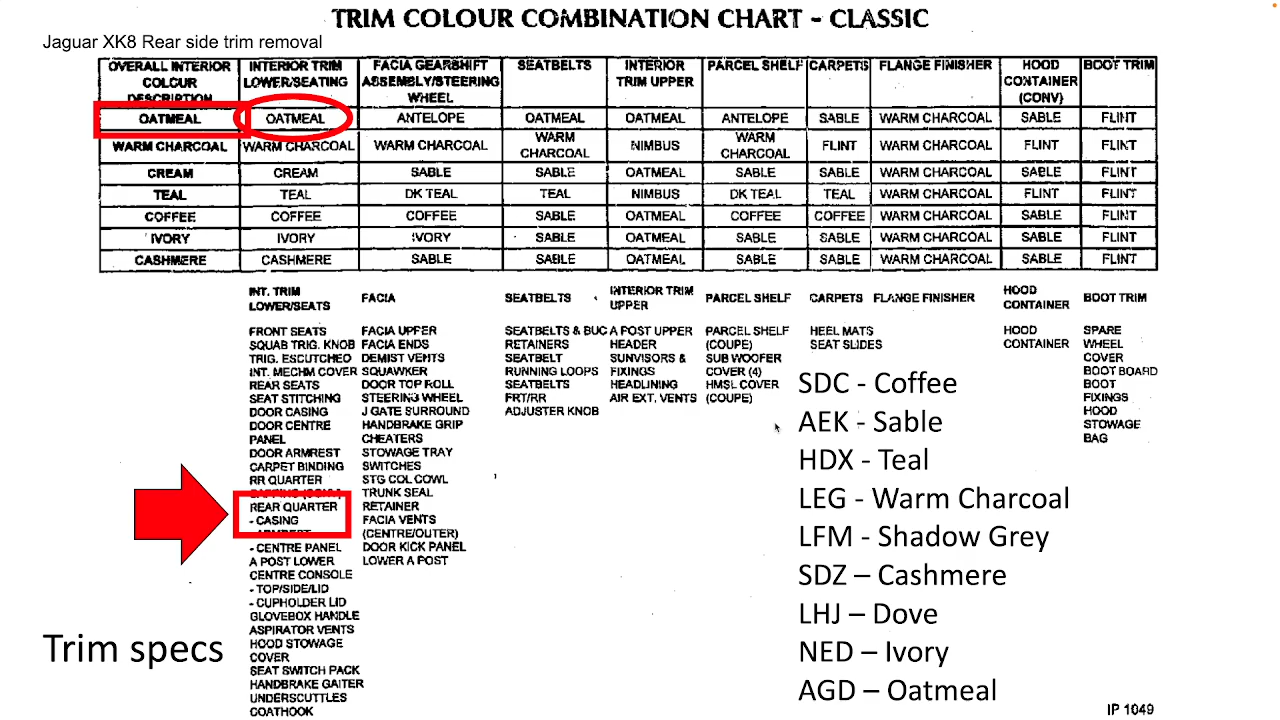 TRIM COLOUR COMBINATION CHART - CLASSIC
Jaguar XK8 Rear side trim removal
OVERALL INTERIOR COLOUR DESCRIPTION INTERIOR TRIM LOWER/SEATING FACIA GEARSHIFT ASSEMBLY/STEERING WHEEL SEATBELTS INTERIOR TRIM UPPER PARCEL SHELF CARPETS FLANGE FINISHER HOOD CONTAINER (CONV) BOOT TRIM
OATMEAL OATMEAL ANTELOPE OATMEAL OATMEAL ANTELOPE SABLE WARM CHARCOAL SABLE FLINT
WARM CHARCOAL WARM CHARCOAL WARM CHARCOAL WARM CHARCOAL NIMBUS WARM CHARCOAL FLINT WARM CHARCOAL FLINT FLINT
CREAM CREAM SABLE SABLE OATMEAL SABLE SABLE WARM CHARCOAL SABLE FLINT
TEAL TEAL DK TEAL TEAL NIMBUS DK TEAL TEAL WARM CHARCOAL FLINT FLINT
COFFEE COFFEE COFFEE SABLE OATMEAL COFFEE COFFEE WARM CHARCOAL SABLE FLINT
IVORY IVORY IVORY SABLE OATMEAL SABLE SABLE WARM CHARCOAL SABLE FLINT
CASHMERE CASHMERE SABLE SABLE OATMEAL SABLE SABLE WARM CHARCOAL SABLE FLINT
INT. TRIM
LOWER/SEATS
FRONT SEATS
SQUAB TRIG. KNOB
TRIG. ESCUTCHEO
INT. MECHM COVER
REAR SEATS
SEAT STITCHING
DOOR CASING
DOOR CENTRE
PANEL
DOOR ARMREST
CARPET BINDING
RR QUARTER
REAR QUARTER
- CASING
- CENTRE PANEL
A POST LOWER
CENTRE CONSOLE
- TOP/SIDE/LID
- CUPHOLDER LID
GLOVEBOX HANDLE
ASPIRATOR VENTS
HOOD STOWAGE
COVER
SEAT SWITCH PACK
HANDBRAKE GAITER
UNDERSCUTTLES
COATHOOK
FACIA
FACIA UPPER
FACIA ENDS
DEMIST VENTS
SQUAWKER
DOOR TOP ROLL
STEERING WHEEL
J GATE SURROUND
HANDBRAKE GRIP
CHEATERS
STOWAGE TRAY
SWITCHES
STG COL COWL
TRUNK SEAL
RETAINER
FACIA VENTS
(CENTRE/OUTER)
DOOR KICK PANEL
LOWER A POST
SEATBELTS
SEATBELTS & BUC
RETAINERS
SEATBELT
RUNNING LOOPS
SEATBELTS
FRT/RR
ADJUSTER KNOB
INTERIOR TRIM
UPPER
A POST UPPER
HEADER
SUNVISORS &
FIXINGS
HEADLINING
AIR EXT. VENTS
PARCEL SHELF
PARCEL SHELF
(COUPE)
SUB WOOFER
COVER (4)
HMSL COVER
(COUPE)
CARPETS
HEEL MATS
SEAT SLIDES
FLANGE FINISHER
HOOD
CONTAINER
HOOD
CONTAINER
BOOT TRIM
SPARE
WHEEL
COVER
BOOT BOARD
BOOT
FIXINGS
HOOD
STOWAGE
BAG
SDC - Coffee
AEK - Sable
HDX - Teal
LEG - Warm Charcoal
LFM - Shadow Grey
SDZ – Cashmere
LHJ – Dove
NED – Ivory
AGD – Oatmeal
Trim specs
IP 1049